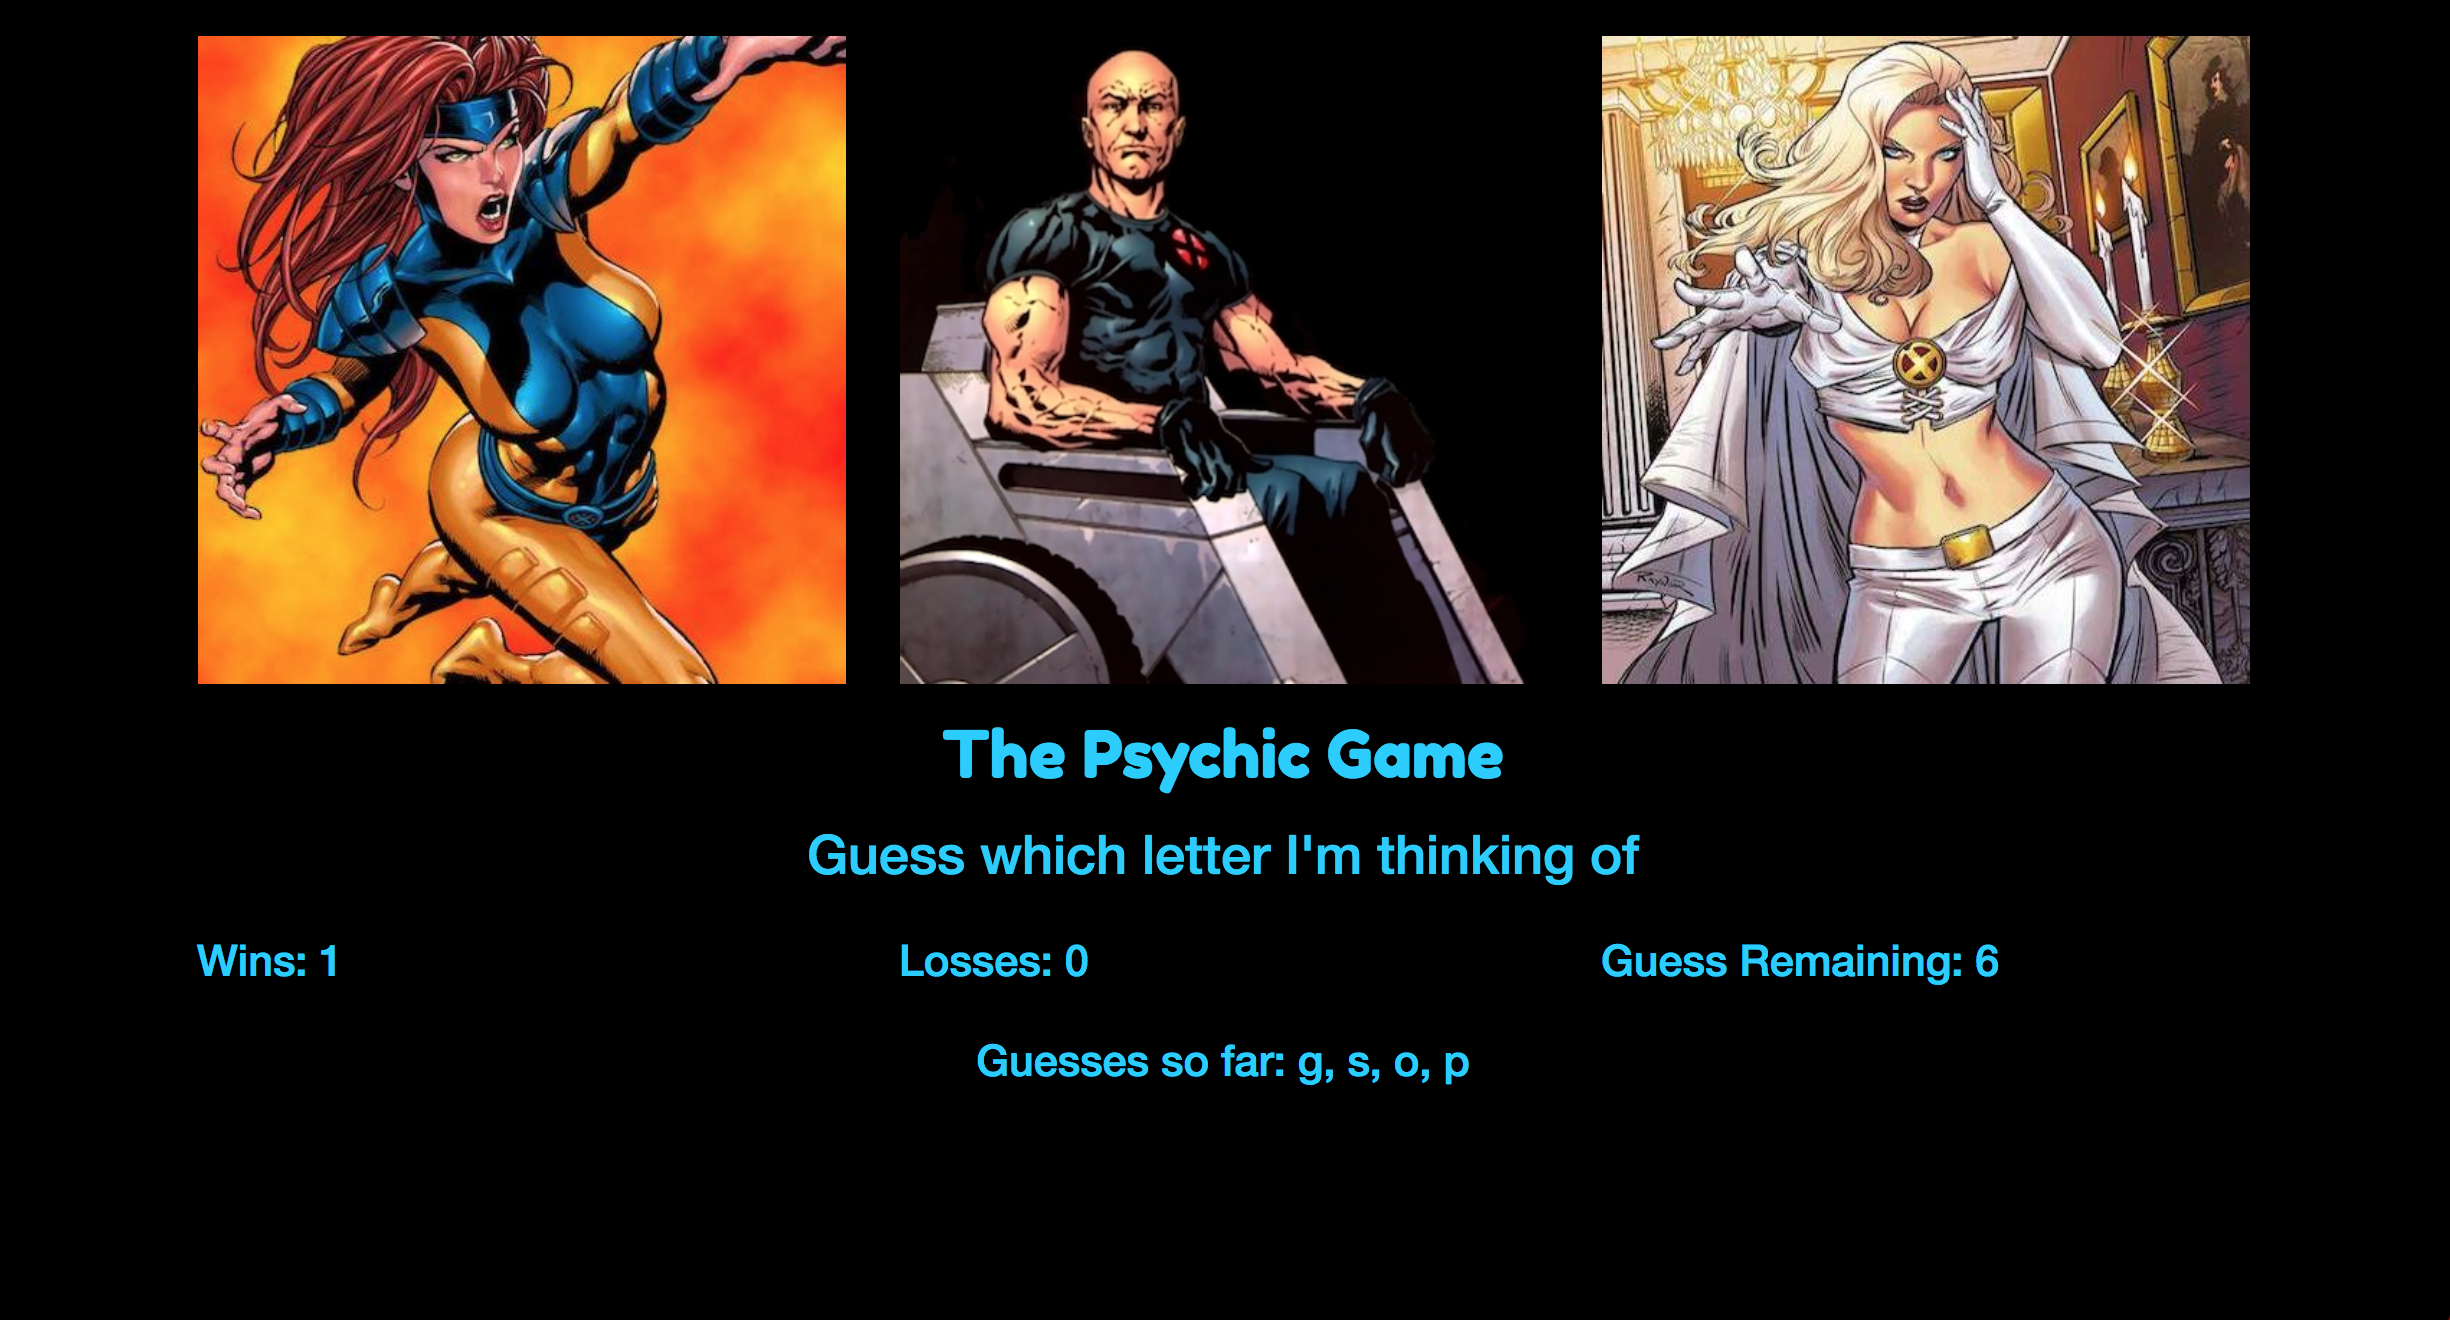 The Psychic Game
Guess which letter I'm thinking of
Wins: 1
Losses: 0
Guess Remaining: 6
Guesses so far: g, s, o, p